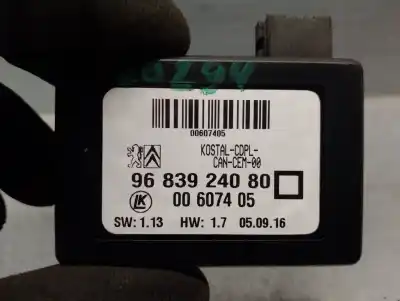 00607405
KOSTAL-CDPL-
CAN-CEM-00
96 839 240 80
LK
00 6074 05
SW: 1.13 HW: 1.7 05.09.16